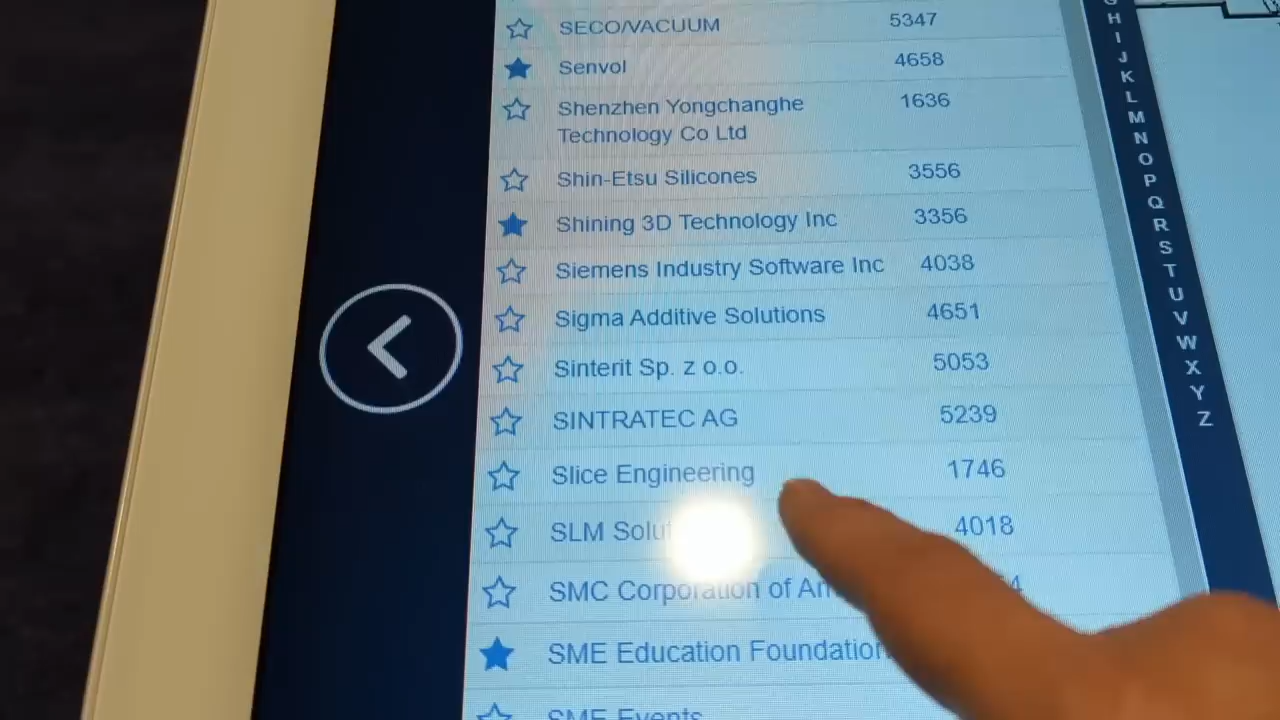 SECO/VACUUM 5347
Senvol 4658
Shenzhen Yongchanghe 1636
Technology Co Ltd
Shin-Etsu Silicones 3556
Shining 3D Technology Inc 3356
Siemens Industry Software Inc 4038
Sigma Additive Solutions 4651
Sinterit Sp. z o.o. 5053
SINTRATEC AG 5239
Slice Engineering 1746
SLM 4018
SMC Corporation of
SME Education Foundation
SME Events
H
I
J
K
L
M
N
O
P
Q
R
S
T
U
V
W
X
Y
Z